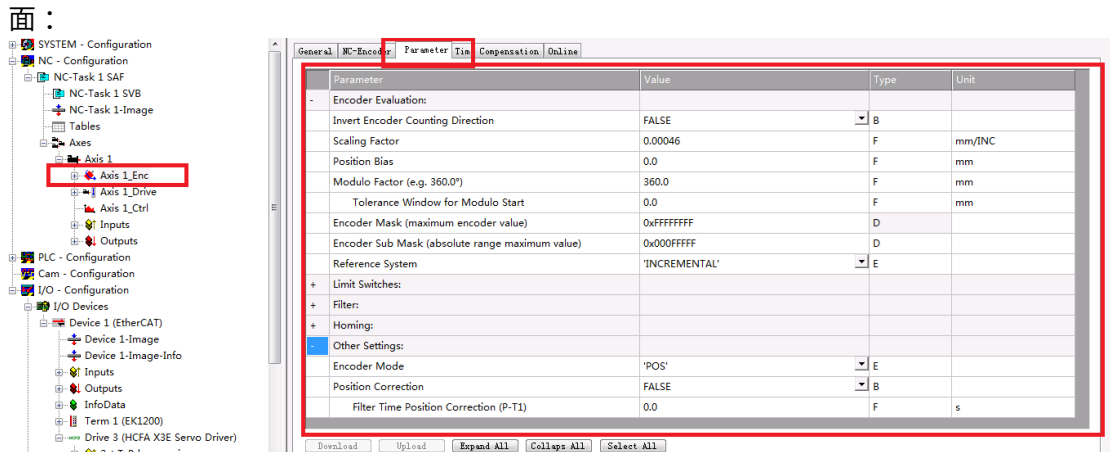 面：
SYSTEM - Configuration
NC - Configuration
NC-Task 1 SAF
NC-Task 1 SVB
NC-Task 1-Image
Tables
Axes
Axis 1
Axis 1_Enc
Axis 1_Drive
Axis 1_Ctrl
Inputs
Outputs
PLC - Configuration
Cam - Configuration
I/O - Configuration
I/O Devices
Device 1 (EtherCAT)
Device 1-Image
Device 1-Image-Info
Inputs
Outputs
InfoData
Term 1 (EK1200)
Drive 3 (HCFA X3E Servo Driver)
General NC-Encoder Parameter Tim Compensation Online
Parameter Value Type Unit
- Encoder Evaluation:
Invert Encoder Counting Direction FALSE B
Scaling Factor 0.00046 F mm/INC
Position Bias 0.0 F mm
Modulo Factor (e.g. 360.0°) 360.0 F mm
Tolerance Window for Modulo Start 0.0 F mm
Encoder Mask (maximum encoder value) 0xFFFFFFFF D
Encoder Sub Mask (absolute range maximum value) 0x000FFFFF D
Reference System 'INCREMENTAL' E
+ Limit Switches:
+ Filter:
+ Homing:
- Other Settings:
Encoder Mode 'POS' E
Position Correction FALSE B
Filter Time Position Correction (P-T1) 0.0 F s
Download Upload Expand All Collaps All Select All